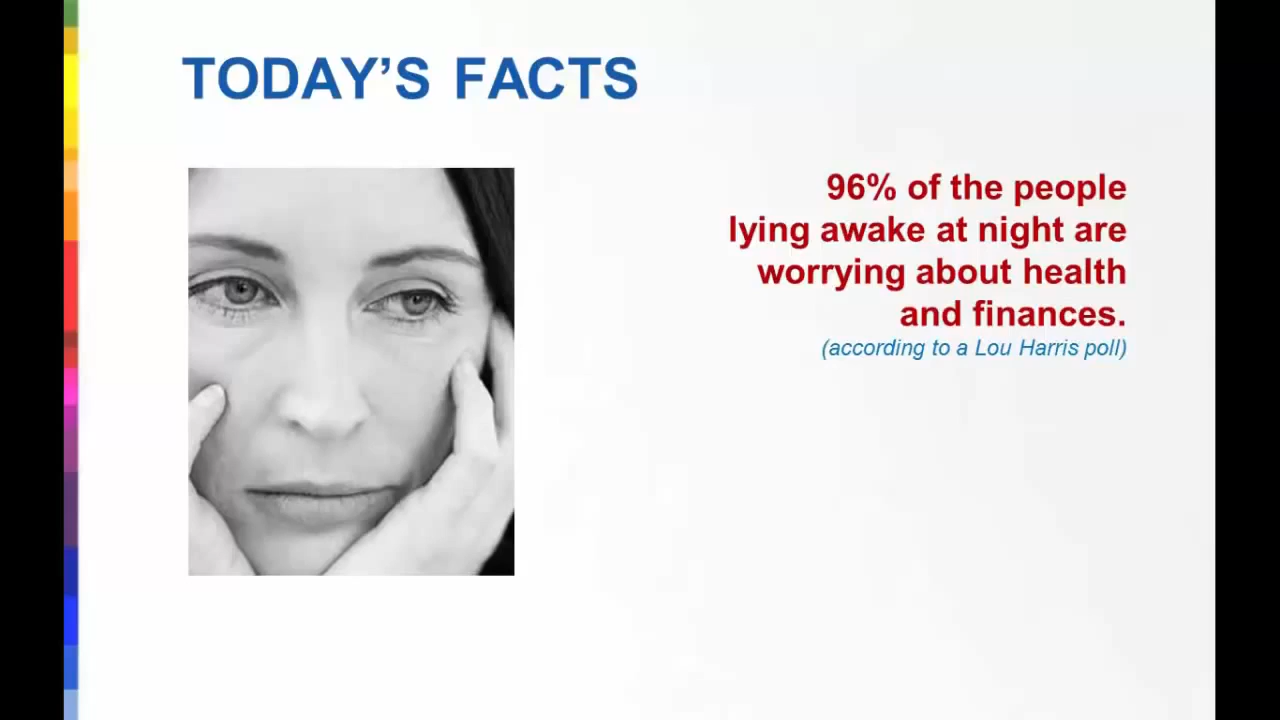 TODAY’S FACTS
96% of the people
lying awake at night are
worrying about health
and finances.
(according to a Lou Harris poll)